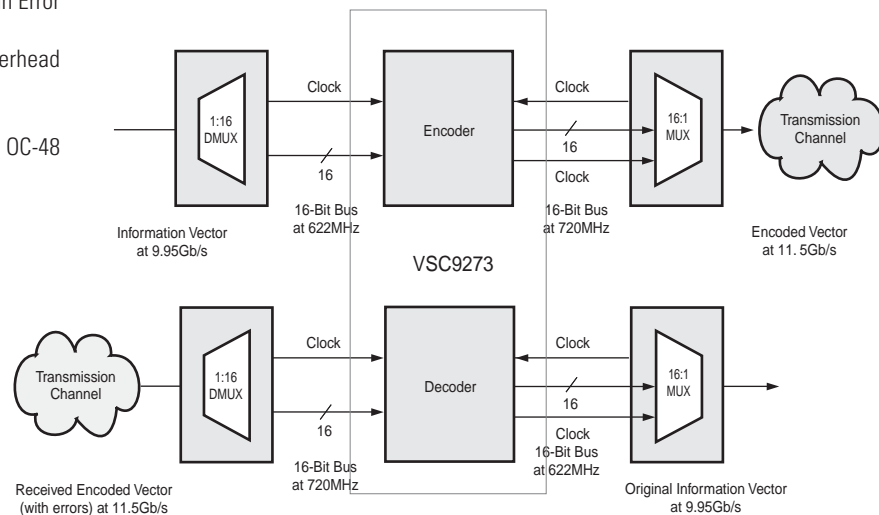 n Error
erhead
OC-48
1:16
DMUX
Clock
16
16-Bit Bus
at 622MHz
Information Vector
at 9.95Gb/s
Encoder
Clock
16
Clock
16-Bit Bus
at 720MHz
16:1
MUX
Transmission
Channel
Encoded Vector
at 11.5Gb/s
VSC9273
Transmission
Channel
Received Encoded Vector
(with errors) at 11.5Gb/s
1:16
DMUX
Clock
16
16-Bit Bus
at 720MHz
Decoder
Clock
16
Clock
16-Bit Bus
at 622MHz
16:1
MUX
Original Information Vector
at 9.95Gb/s